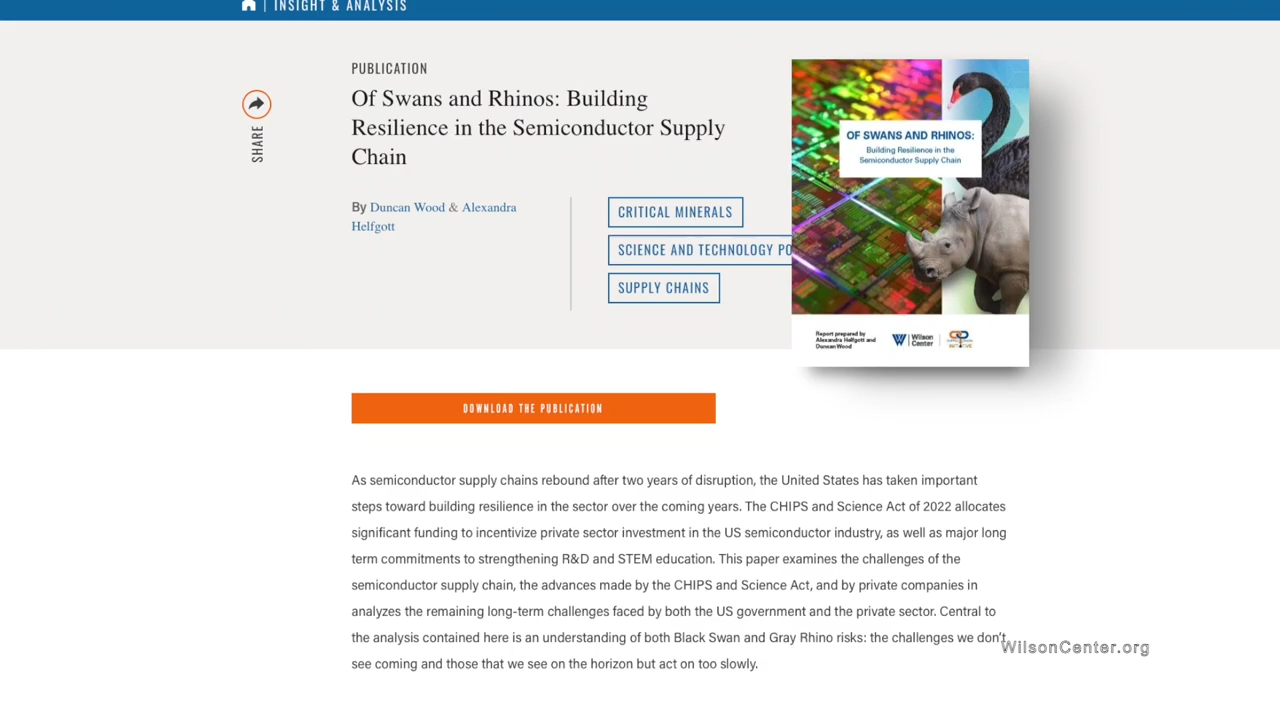 INSIGHT & ANALYSIS
PUBLICATION
Of Swans and Rhinos: Building
Resilience in the Semiconductor Supply
Chain
SHARE
By Duncan Wood & Alexandra
Helfgott
CRITICAL MINERALS
SCIENCE AND TECHNOLOGY PO
SUPPLY CHAINS
OF SWANS AND RHINOS:
Building Resilience in the
Semiconductor Supply Chain
Report prepared by
Alexandra Helfgott and
Duncan Wood
Wilson
Center
DOWNLOAD THE PUBLICATION
As semiconductor supply chains rebound after two years of disruption, the United States has taken important
steps toward building resilience in the sector over the coming years. The CHIPS and Science Act of 2022 allocates
significant funding to incentivize private sector investment in the US semiconductor industry, as well as major long
term commitments to strengthening R&D and STEM education. This paper examines the challenges of the
semiconductor supply chain, the advances made by the CHIPS and Science Act, and by private companies in
analyzes the remaining long-term challenges faced by both the US government and the private sector. Central to
the analysis contained here is an understanding of both Black Swan and Gray Rhino risks: the challenges we don't
see coming and those that we see on the horizon but act on too slowly.
WilsonCenter.org